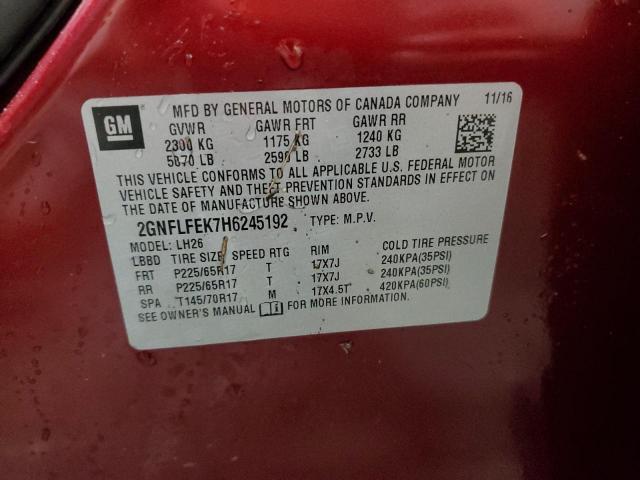 GM MFD BY GENERAL MOTORS OF CANADA COMPANY 11/16
GVWR GAWR FRT GAWR RR
2300 KG 1175 KG 1240 KG
5070 LB 2590 LB 2733 LB
THIS VEHICLE CONFORMS TO ALL APPLICABLE U.S. FEDERAL MOTOR
VEHICLE SAFETY AND THEFT PREVENTION STANDARDS IN EFFECT ON
THE DATE OF MANUFACTURE SHOWN ABOVE.
2GNFLFEK7H6245192 TYPE: M.P.V.
MODEL: LH26
LBBD TIRE SIZE SPEED RTG RIM COLD TIRE PRESSURE
FRT P225/65R17 T 17X7J 240KPA(35PSI)
RR P225/65R17 T 17X7J 240KPA(35PSI)
SPA T145/70R17 M 17X4.5T 420KPA(60PSI)
SEE OWNER'S MANUAL FOR MORE INFORMATION.